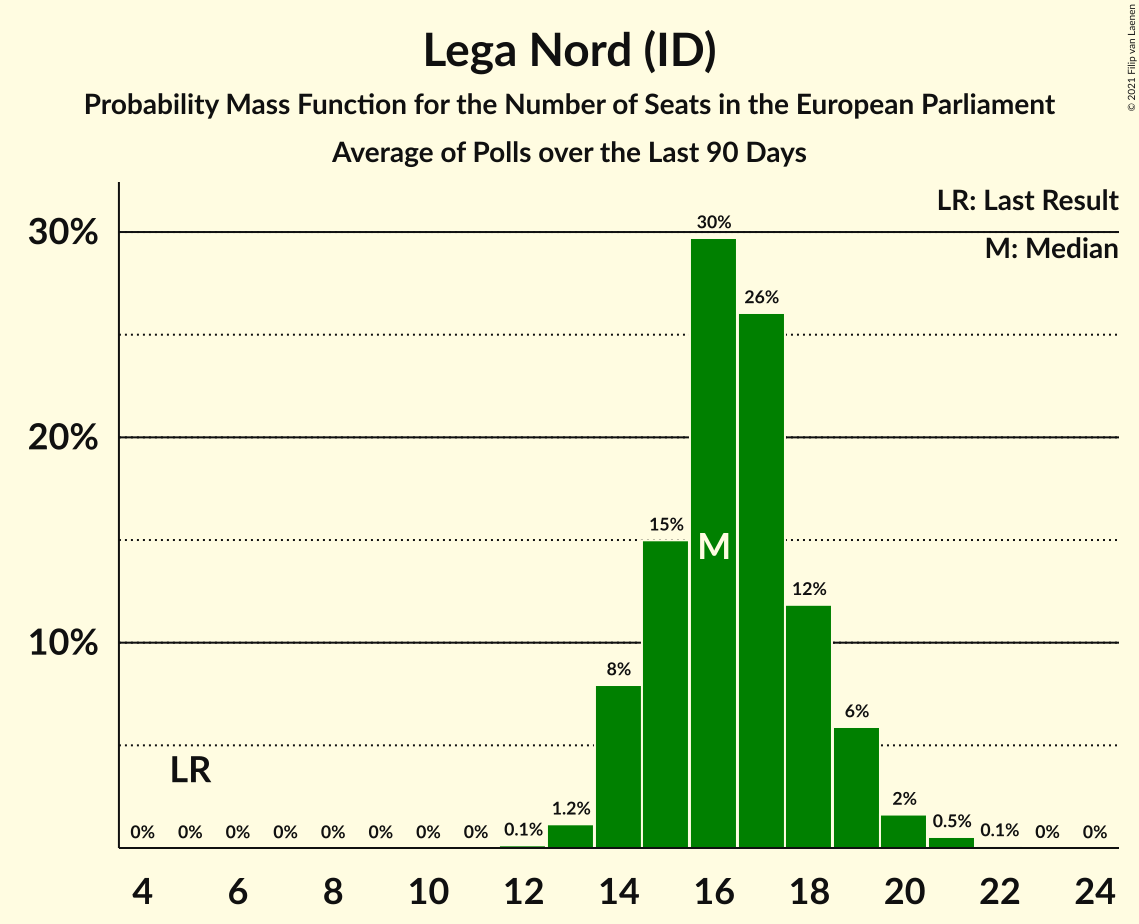 Lega Nord (ID)
Probability Mass Function for the Number of Seats in the European Parliament
Average of Polls over the Last 90 Days
© 2021 Filip van Laenen
LR: Last Result
M: Median
30%
20%
10%
30%
26%
15%
M
12%
8%
6%
LR
2%
1.2%
0.5%
0% 0% 0% 0% 0% 0% 0% 0% 0.1% 0.1% 0% 0%
4 6 8 10 12 14 16 18 20 22 24